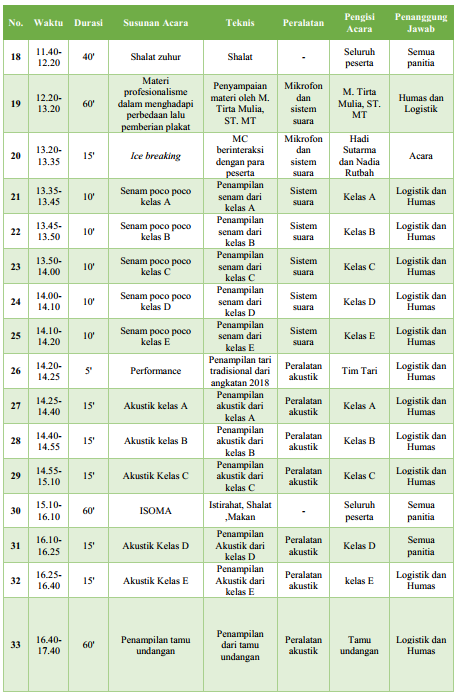 No. Waktu Durasi Susunan Acara Teknis Peralatan Pengisi Acara Penanggung Jawab
18 11.40-12.20 40' Shalat zuhur Shalat - Seluruh peserta Semua panitia
19 12.20-13.20 60' Materi profesionalisme dalam menghadapi perbedaan lalu pemberian plakat Penyampaian materi oleh M. Tirta Mulia, ST. MT Mikrofon dan sistem suara M. Tirta Mulia, ST. MT Humas dan Logistik
20 13.20-13.35 15' Ice breaking MC berinteraksi dengan para peserta Mikrofon dan sistem suara Hadi Sutarma dan Nadia Rutbah Acara
21 13.35-13.45 10' Senam poco poco kelas A Penampilan senam dari kelas A Sistem suara Kelas A Logistik dan Humas
22 13.45-13.50 10' Senam poco poco kelas B Penampilan senam dari kelas B Sistem suara Kelas B Logistik dan Humas
23 13.50-14.00 10' Senam poco poco kelas C Penampilan senam dari kelas C Sistem suara Kelas C Logistik dan Humas
24 14.00-14.10 10' Senam poco poco kelas D Penampilan senam dari kelas D Sistem suara Kelas D Logistik dan Humas
25 14.10-14.20 10' Senam poco poco kelas E Penampilan senam dari kelas E Sistem suara Kelas E Logistik dan Humas
26 14.20-14.25 5' Performance Penampilan tari tradisional dari angkatan 2018 Peralatan akustik Tim Tari Logistik dan Humas
27 14.25-14.40 15' Akustik kelas A Penampilan akustik dari kelas A Peralatan akustik Kelas A Logistik dan Humas
28 14.40-14.55 15' Akustik kelas B Penampilan akustik dari kelas B Peralatan akustik Kelas B Logistik dan Humas
29 14.55-15.10 15' Akustik Kelas C Penampilan akustik dari kelas C Peralatan akustik Kelas C Logistik dan Humas
30 15.10-16.10 60' ISOMA Istirahat, Shalat ,Makan - Seluruh peserta Semua panitia
31 16.10-16.25 15' Akustik Kelas D Penampilan Akustik dari kelas D Peralatan akustik Kelas D Semua panitia
32 16.25-16.40 15' Akustik Kelas E Penampilan Akustik dari kelas E Peralatan akustik kelas E Logistik dan Humas
33 16.40-17.40 60' Penampilan tamu undangan Penampilan dari tamu undangan Peralatan akustik Tamu undangan Logistik dan Humas